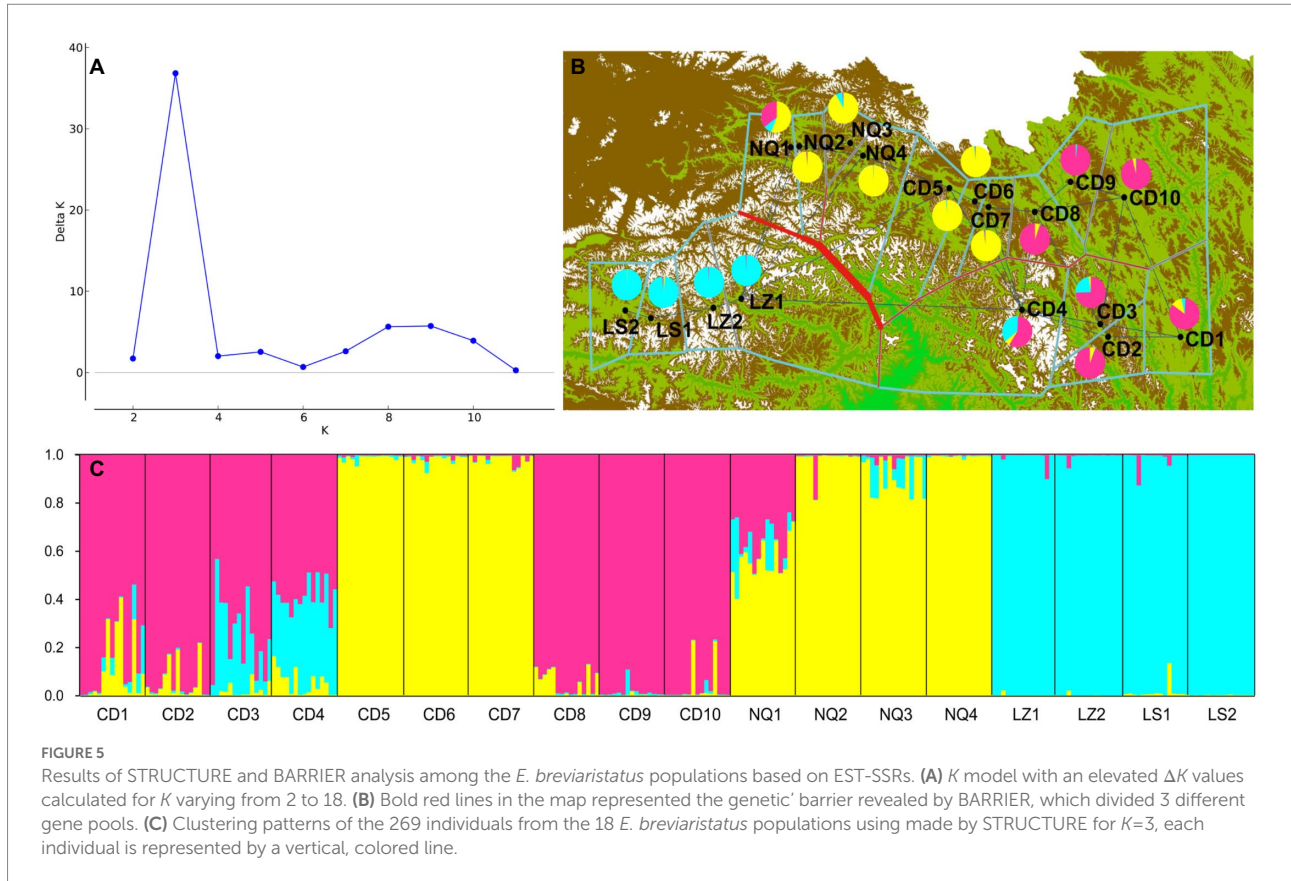 A
40
30
20
10
0
Delta K
2
4
6
8
10
K
B
NQ1
NQ2
NQ3
NQ4
CD5
CD6
CD7
CD8
CD9
CD10
LS2
LS1
LZ2
LZ1
CD4
CD3
CD2
CD1
C
1.0
0.8
0.6
0.4
0.2
0.0
CD1 CD2 CD3 CD4 CD5 CD6 CD7 CD8 CD9 CD10 NQ1 NQ2 NQ3 NQ4 LZ1 LZ2 LS1 LS2
FIGURE 5
Results of STRUCTURE and BARRIER analysis among the E. breviaristatus populations based on EST-SSRs. (A) K model with an elevated ΔK values
calculated for K varying from 2 to 18. (B) Bold red lines in the map represented the genetic’ barrier revealed by BARRIER, which divided 3 different
gene pools. (C) Clustering patterns of the 269 individuals from the 18 E. breviaristatus populations using made by STRUCTURE for K=3, each
individual is represented by a vertical, colored line.